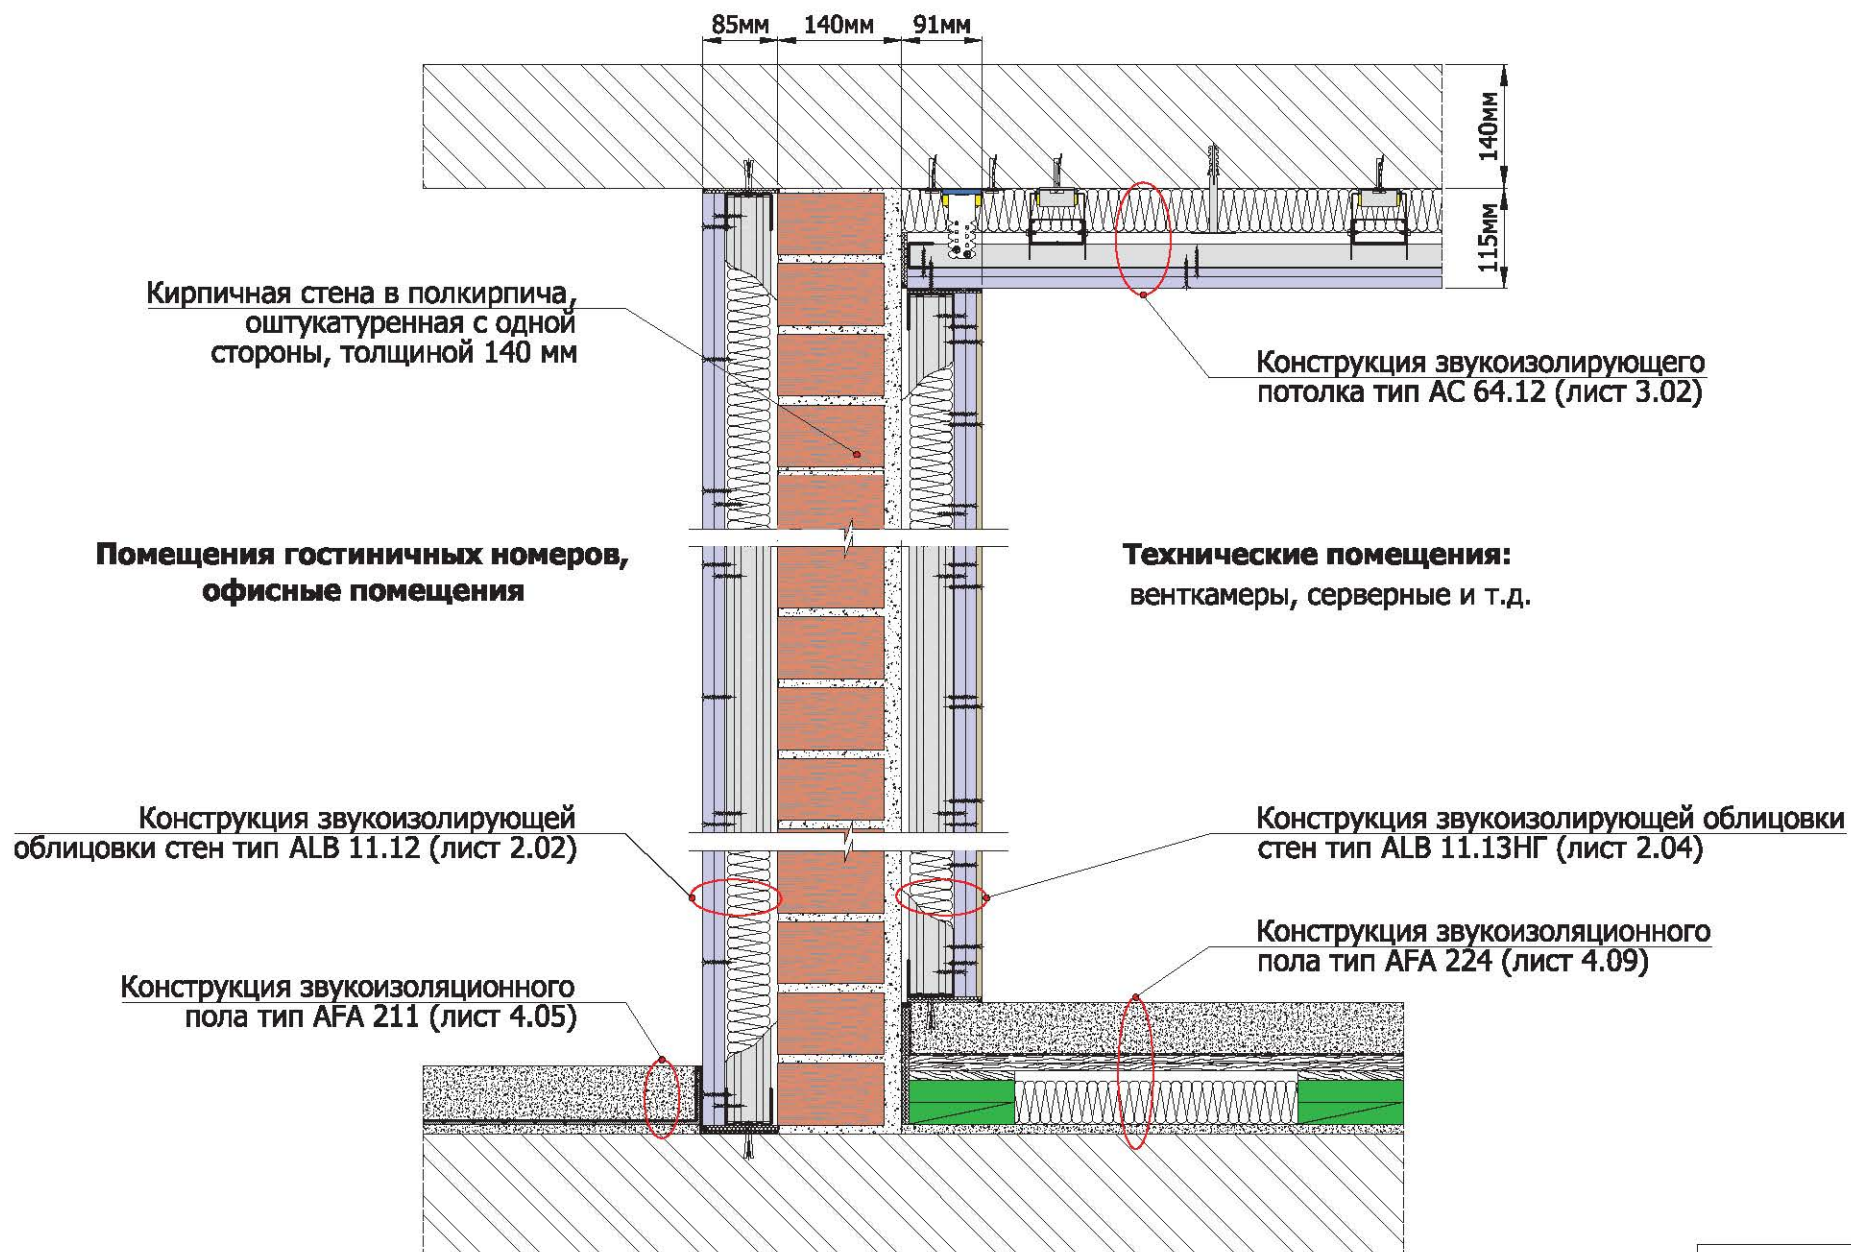 85мм 140мм 91мм
140мм
115мм
Кирпичная стена в полкирпича,
оштукатуренная с одной
стороны, толщиной 140 мм
Конструкция звукоизолирующего
потолка тип АС 64.12 (лист 3.02)
Помещения гостиничных номеров,
офисные помещения
Технические помещения:
венткамеры, серверные и т.д.
Конструкция звукоизолирующей
облицовки стен тип ALB 11.12 (лист 2.02)
Конструкция звукоизолирующей облицовки
стен тип ALB 11.13НГ (лист 2.04)
Конструкция звукоизоляционного
пола тип AFA 224 (лист 4.09)
Конструкция звукоизоляционного
пола тип AFA 211 (лист 4.05)